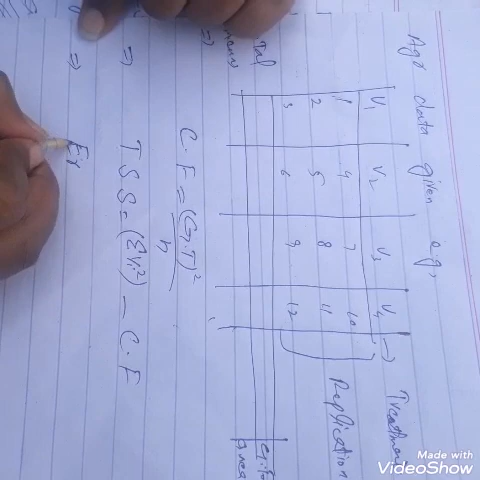 Agr data given e.g,
V1 V2 V3 V4 → Treatment
1 4 7 10
2 5 8 11
3 6 9 12
Replication
G.T
=> C.F = (G.T)²/n
=> TSS = (ΣYi²) - C.F
=> Ex
Made with
VideoShow